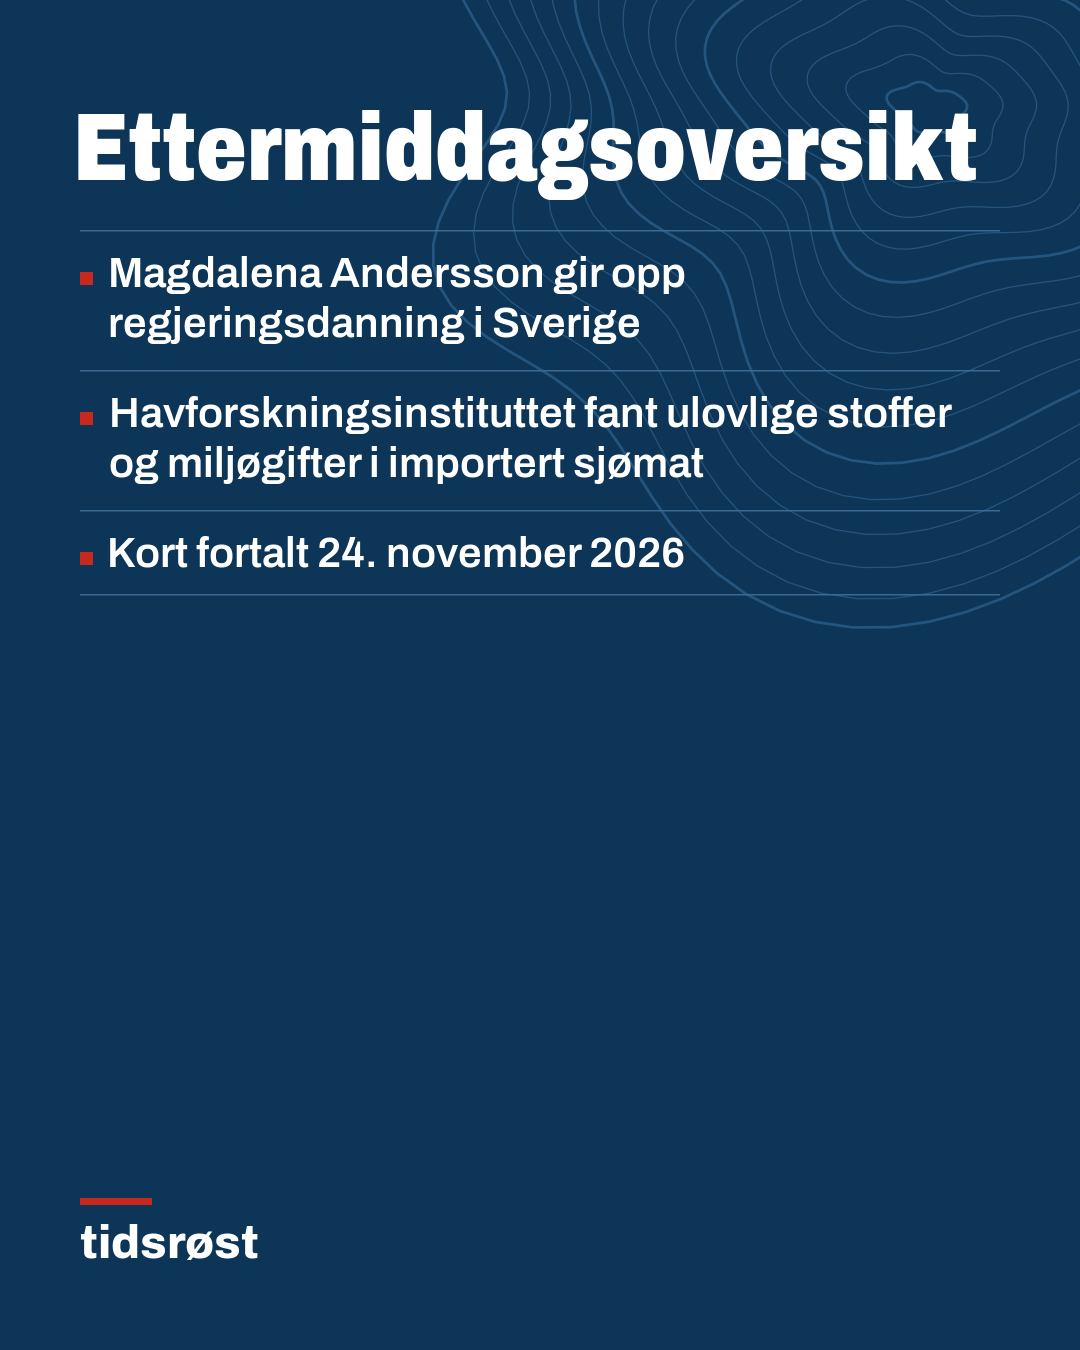 Ettermiddagsoversikt
Magdalena Andersson gir opp
regjeringsdanning i Sverige
Havforskningsinstituttet fant ulovlige stoffer
og miljøgifter i importert sjømat
Kort fortalt 24. november 2026
tidsrøst